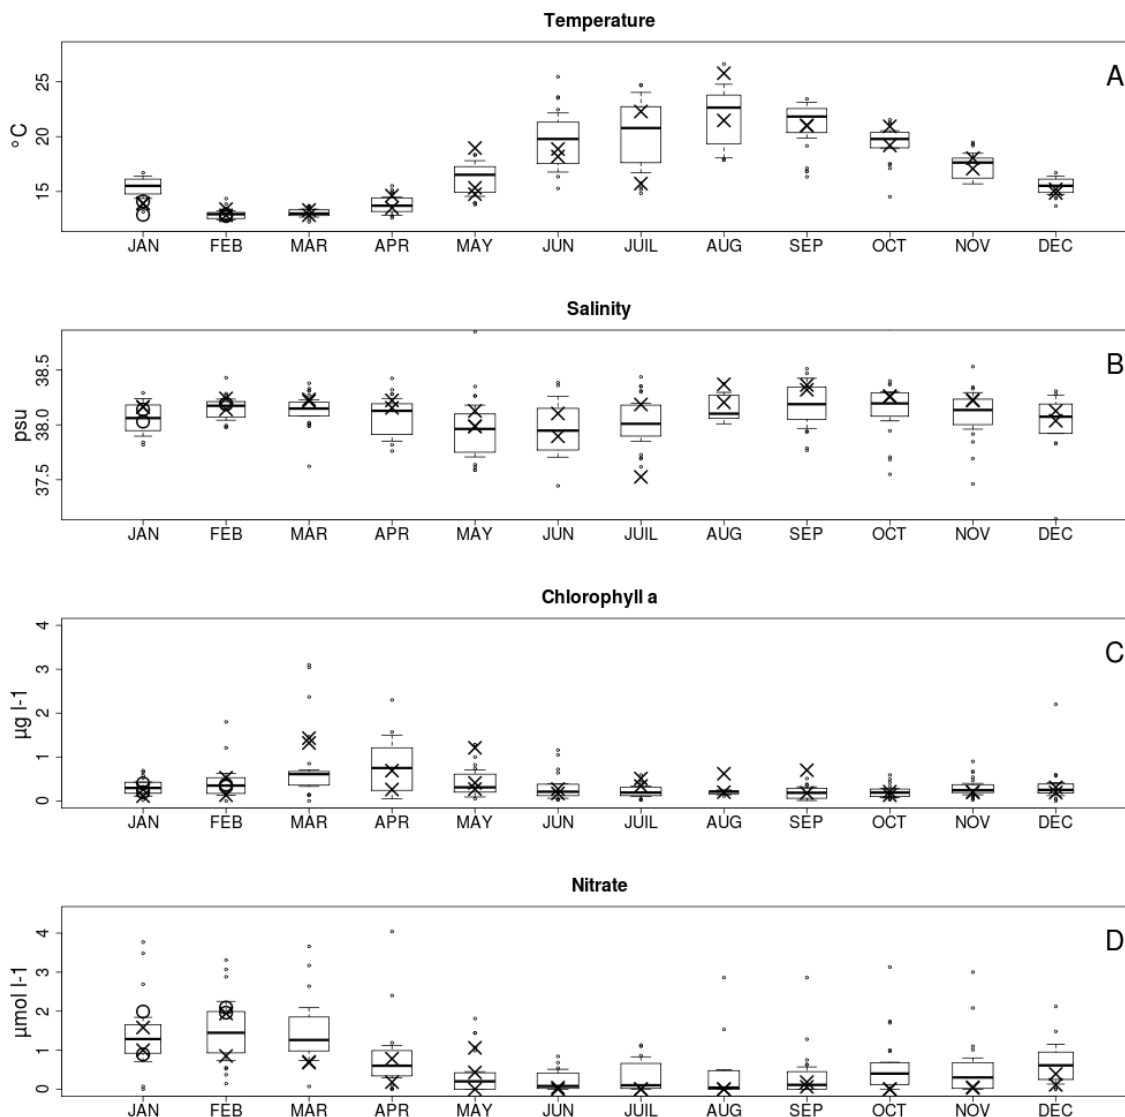 Temperature
A
25
20
15
°C
JAN FEB MAR APR MAY JUN JUIL AUG SEP OCT NOV DEC
Salinity
B
38.5
38.0
37.5
psu
JAN FEB MAR APR MAY JUN JUIL AUG SEP OCT NOV DEC
Chlorophyll a
C
4
3
2
1
0
µg l-1
JAN FEB MAR APR MAY JUN JUIL AUG SEP OCT NOV DEC
Nitrate
D
4
3
2
1
0
µmol l-1
JAN FEB MAR APR MAY JUN JUIL AUG SEP OCT NOV DEC